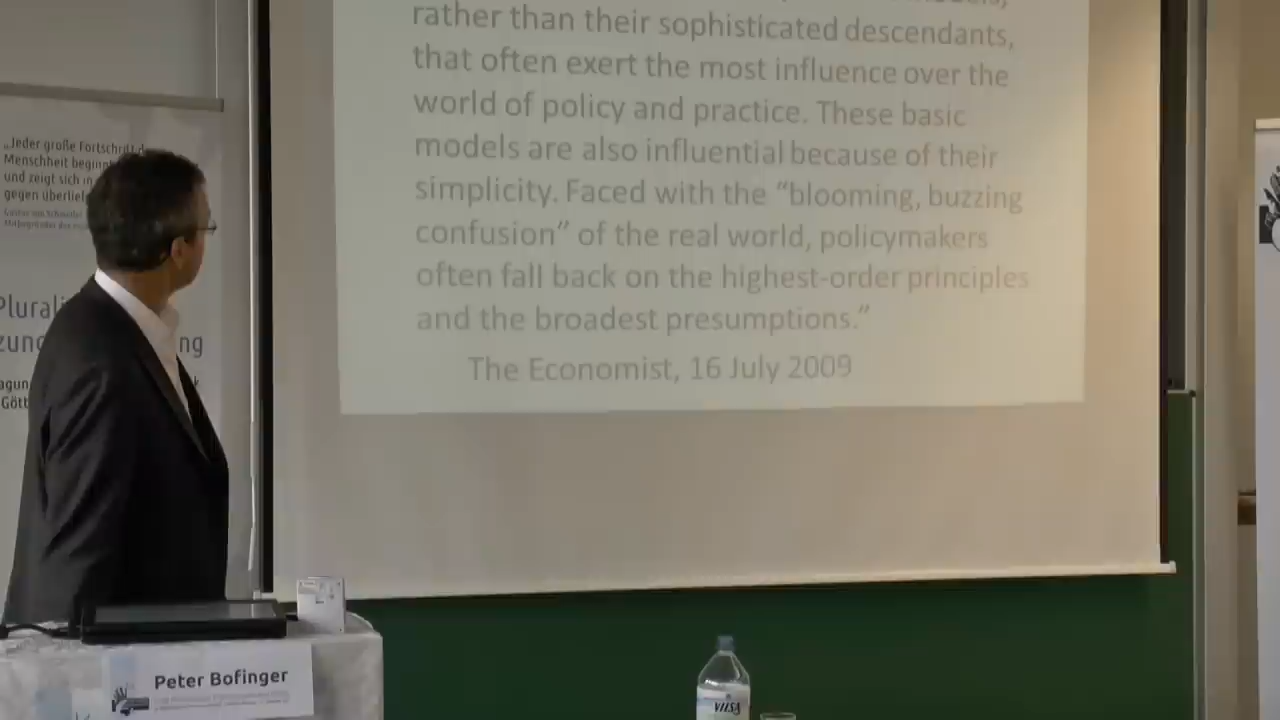 rather than their sophisticated descendants,
that often exert the most influence over the
world of policy and practice. These basic
models are also influential because of their
simplicity. Faced with the “blooming, buzzing
confusion” of the real world, policymakers
often fall back on the highest-order principles
and the broadest presumptions.”
The Economist, 16 July 2009
„Jeder große Fortschritt
Menschheit
und zeigt sich in
gegen
Peter Bofinger
VILSA